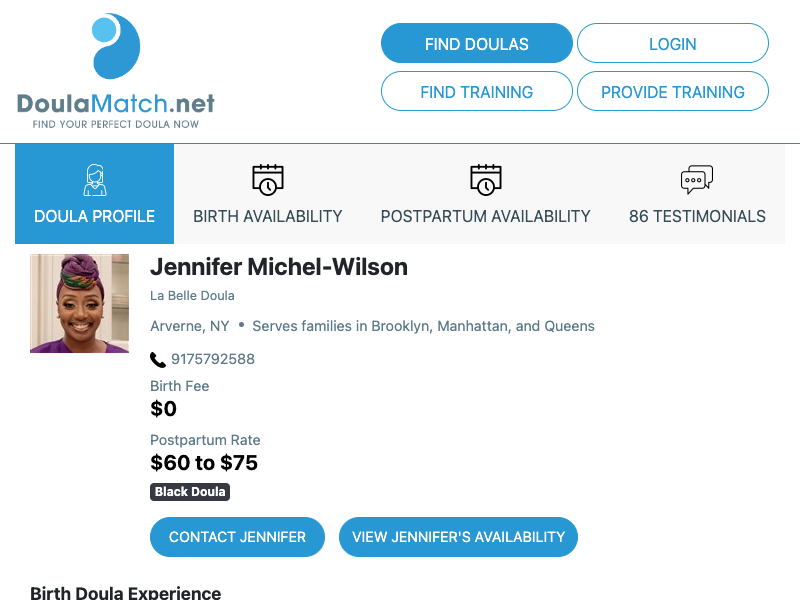 DoulaMatch.net
FIND YOUR PERFECT DOULA NOW
FIND DOULAS
LOGIN
FIND TRAINING
PROVIDE TRAINING
DOULA PROFILE
BIRTH AVAILABILITY
POSTPARTUM AVAILABILITY
86 TESTIMONIALS
Jennifer Michel-Wilson
La Belle Doula
Arverne, NY • Serves families in Brooklyn, Manhattan, and Queens
9175792588
Birth Fee
$0
Postpartum Rate
$60 to $75
Black Doula
CONTACT JENNIFER
VIEW JENNIFER'S AVAILABILITY
Birth Doula Experience